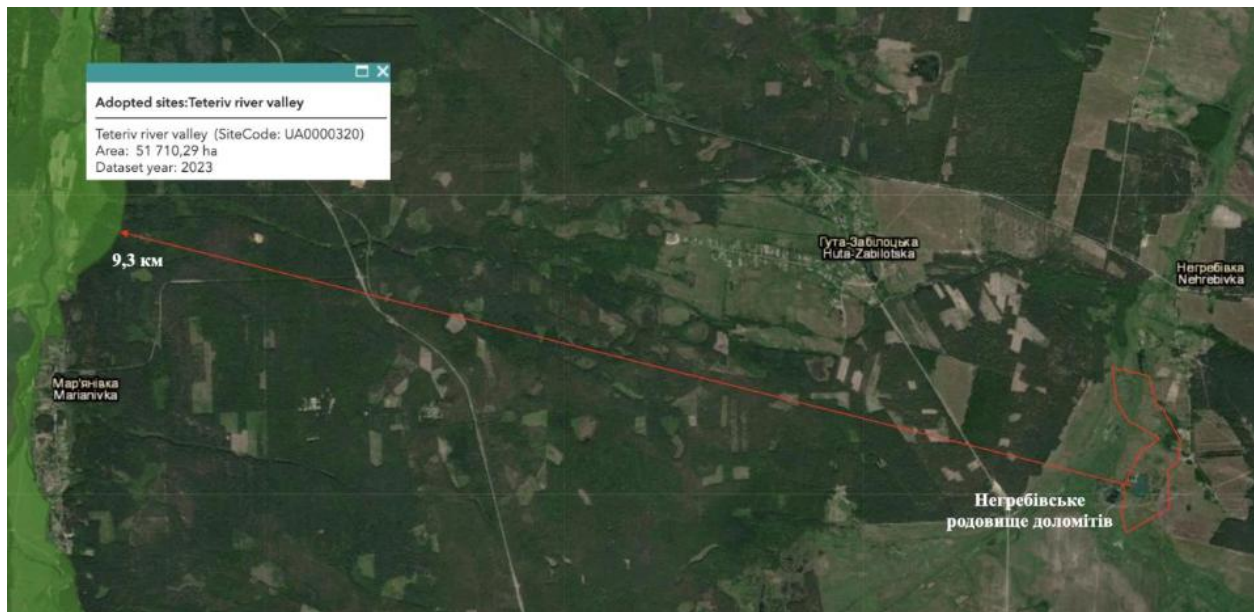 Adopted sites:Teteriv river valley
Teteriv river valley (SiteCode: UA0000320)
Area: 51 710,29 ha
Dataset year: 2023
9,3 км
Гута-Забілоцька
Huta-Zabilotska
Негребівка
Nehrebivka
Мар'янівка
Marianivka
Негребівське
родовище доломітів